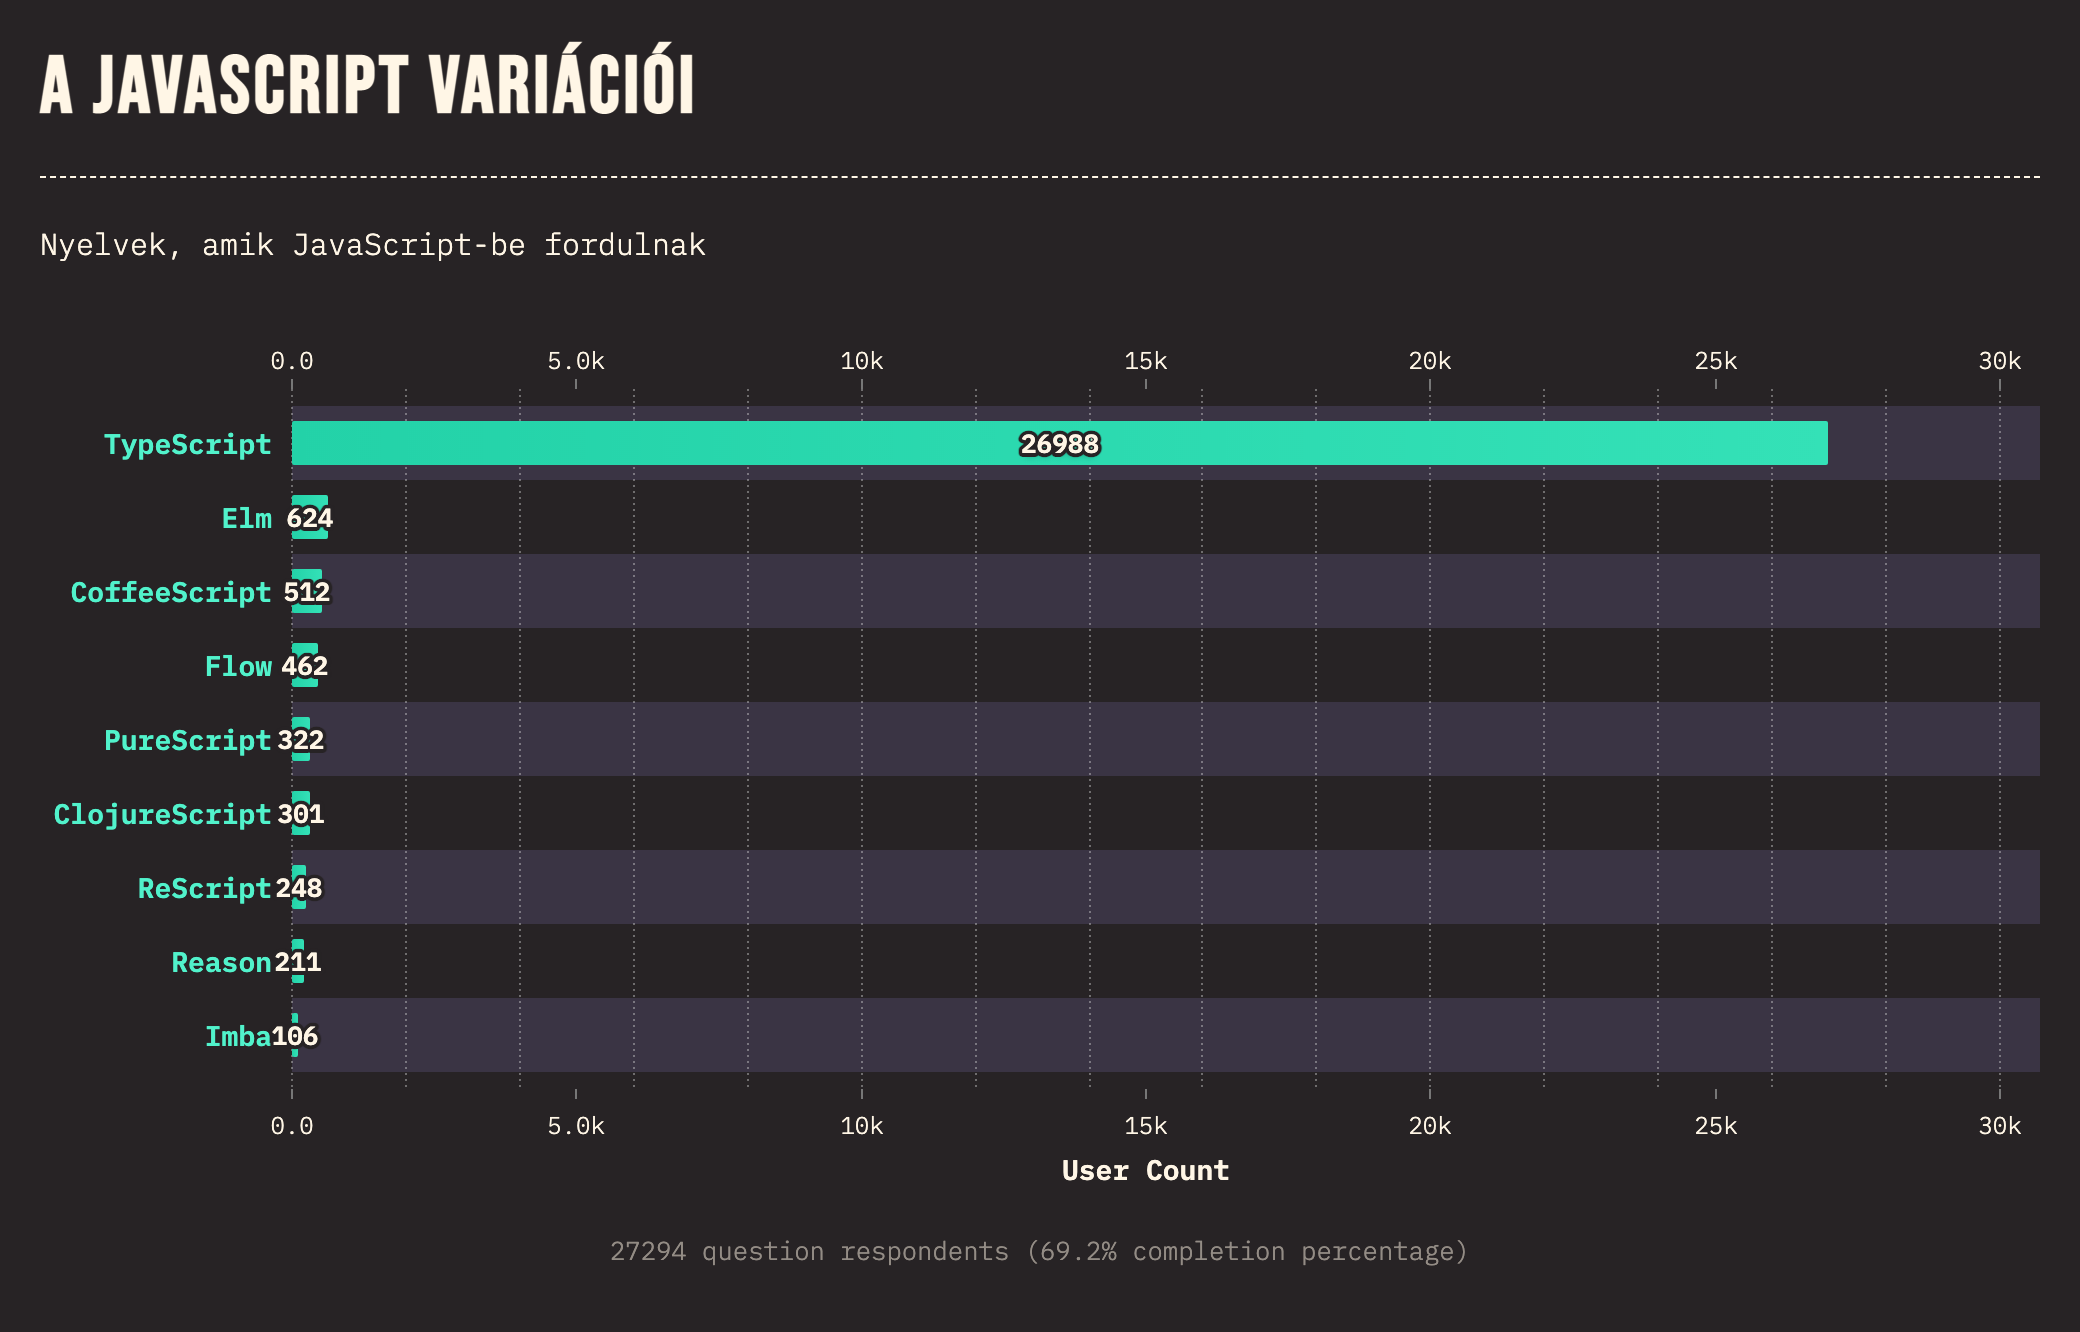 A JAVASCRIPT VARIÁCIÓI
Nyelvek, amik JavaScript-be fordulnak
0.0 5.0k 10k 15k 20k 25k 30k
TypeScript 26988
Elm 624
CoffeeScript 512
Flow 462
PureScript 322
ClojureScript 301
ReScript 248
Reason 211
Imba 106
0.0 5.0k 10k 15k 20k 25k 30k
User Count
27294 question respondents (69.2% completion percentage)